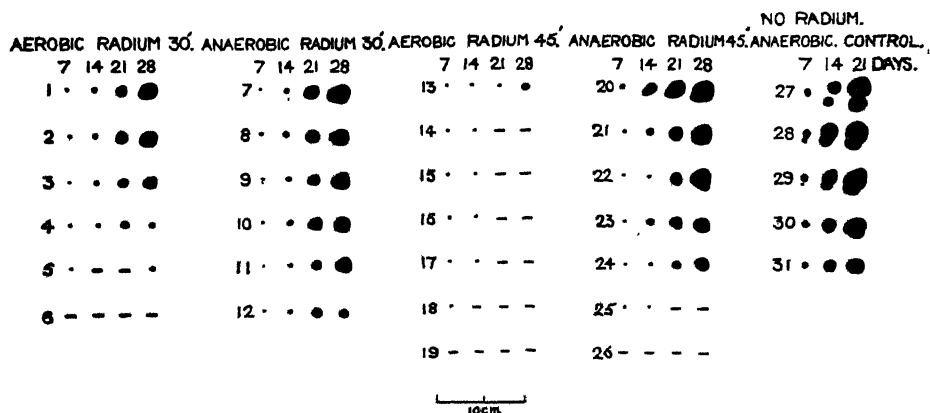 NO RADIUM.
AEROBIC RADIUM 30'. ANAEROBIC RADIUM 30'. AEROBIC RADIUM 45'. ANAEROBIC RADIUM 45'. ANAEROBIC. CONTROL.
7 14 21 28 7 14 21 28 7 14 21 28 7 14 21 28 7 14 21 DAYS.
1 7 13 20 27
2 8 14 21 28
3 9 15 22 29
4 10 16 23 30
5 11 17 24 31
6 12 18 25
19 26
10cm.